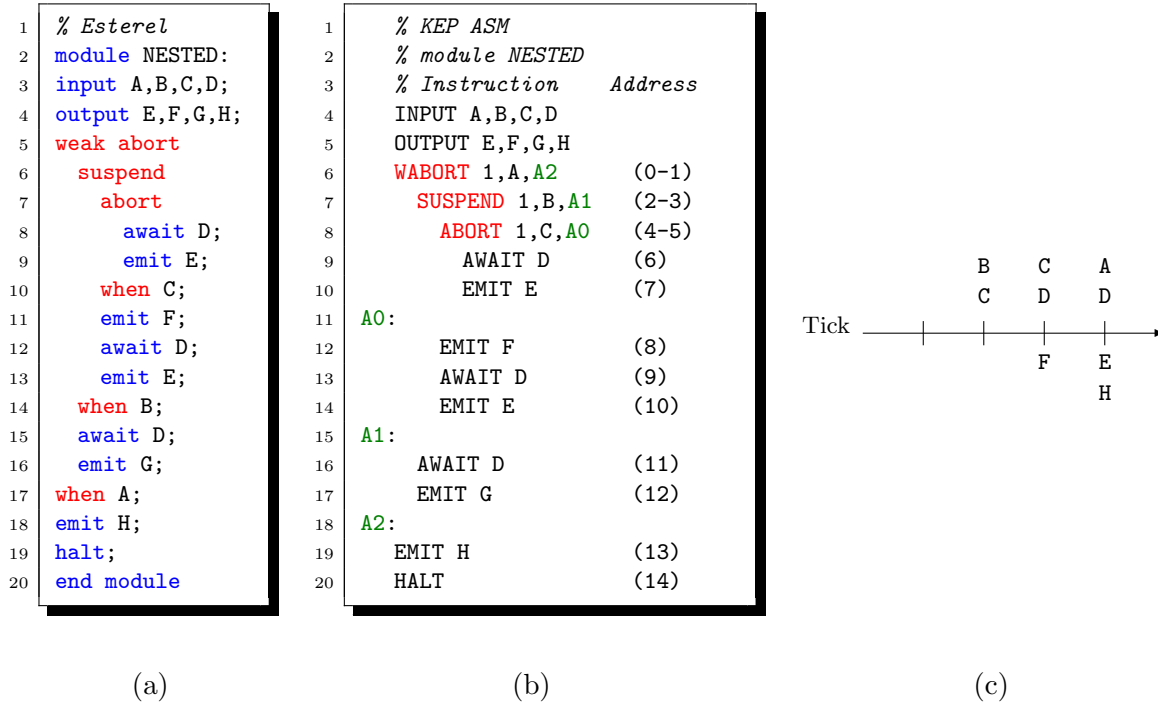 1 % Esterel
2 module NESTED:
3 input A,B,C,D;
4 output E,F,G,H;
5 weak abort
6 suspend
7 abort
8 await D;
9 emit E;
10 when C;
11 emit F;
12 await D;
13 emit E;
14 when B;
15 await D;
16 emit G;
17 when A;
18 emit H;
19 halt;
20 end module
(a)
1 % KEP ASM
2 % module NESTED
3 % Instruction Address
4 INPUT A,B,C,D
5 OUTPUT E,F,G,H
6 WABORT 1,A,A2 (0-1)
7 SUSPEND 1,B,A1 (2-3)
8 ABORT 1,C,A0 (4-5)
9 AWAIT D (6)
10 EMIT E (7)
11 A0:
12 EMIT F (8)
13 AWAIT D (9)
14 EMIT E (10)
15 A1:
16 AWAIT D (11)
17 EMIT G (12)
18 A2:
19 EMIT H (13)
20 HALT (14)
(b)
B C A
C D D
Tick
F E
H
(c)